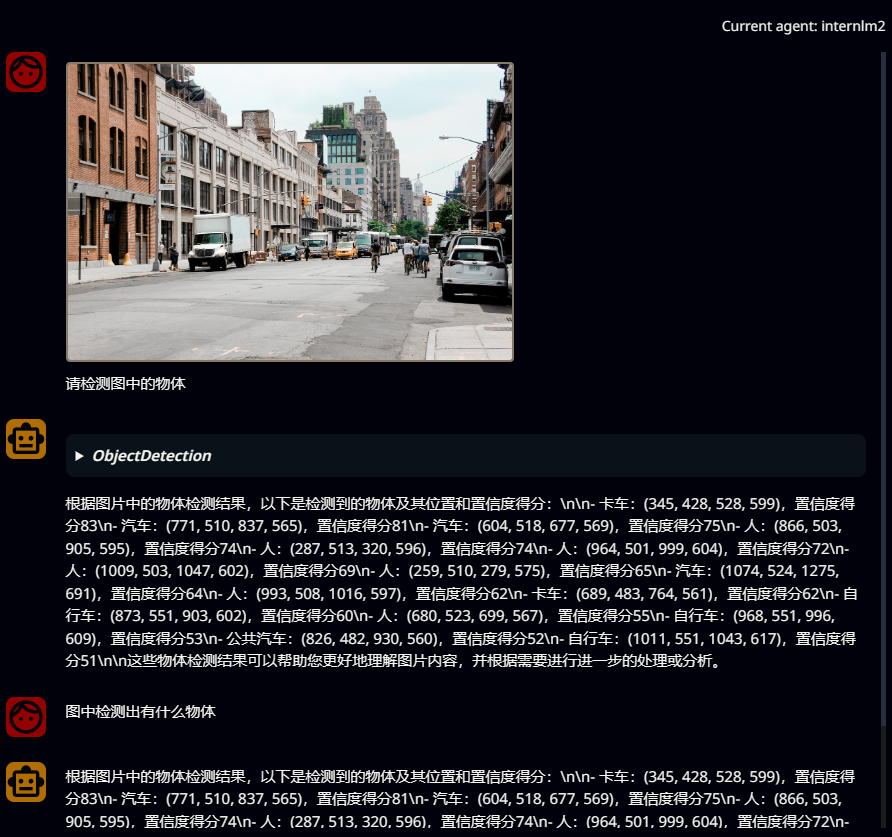 Current agent: internlm2
请检测图中的物体
▶ ObjectDetection
根据图片中的物体检测结果，以下是检测到的物体及其位置和置信度得分：\n\n- 卡车：(345, 428, 528, 599)，置信度得
分83\n- 汽车：(771, 510, 837, 565)，置信度得分81\n- 汽车：(604, 518, 677, 569)，置信度得分75\n- 人：(866, 503,
905, 595)，置信度得分74\n- 人：(287, 513, 320, 596)，置信度得分74\n- 人：(964, 501, 999, 604)，置信度得分72\n-
人：(1009, 503, 1047, 602)，置信度得分69\n- 人：(259, 510, 279, 575)，置信度得分65\n- 汽车：(1074, 524, 1275,
691)，置信度得分64\n- 人：(993, 508, 1016, 597)，置信度得分62\n- 卡车：(689, 483, 764, 561)，置信度得分62\n- 自
行车：(873, 551, 903, 602)，置信度得分60\n- 人：(680, 523, 699, 567)，置信度得分55\n- 自行车：(968, 551, 996,
609)，置信度得分53\n- 公共汽车：(826, 482, 930, 560)，置信度得分52\n- 自行车：(1011, 551, 1043, 617)，置信度得
分51\n\n这些物体检测结果可以帮助您更好地理解图片内容，并根据需要进行进一步的处理或分析。
图中检测出有什么物体
根据图片中的物体检测结果，以下是检测到的物体及其位置和置信度得分：\n\n- 卡车：(345, 428, 528, 599)，置信度得
分83\n- 汽车：(771, 510, 837, 565)，置信度得分81\n- 汽车：(604, 518, 677, 569)，置信度得分75\n- 人：(866, 503,
905, 595)，置信度得分74\n- 人：(287, 513, 320, 596)，置信度得分74\n- 人：(964, 501, 999, 604)，置信度得分72\n-